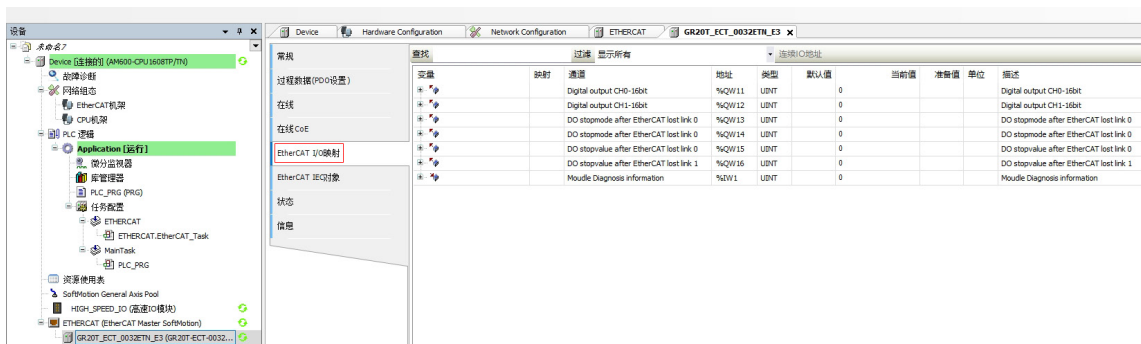 设备
未命名7
Device [连接的] (AM600-CPU1608TP/TN)
故障诊断
网络组态
EtherCAT机架
CPU机架
PLC 逻辑
Application [运行]
微分监视器
库管理器
PLC_PRG (PRG)
任务配置
ETHERCAT
ETHERCAT.EtherCAT_Task
MainTask
PLC_PRG
资源使用表
SoftMotion General Axis Pool
HIGH_SPEED_IO (高速IO模块)
ETHERCAT (EtherCAT Master SoftMotion)
GR20T_ECT_0032ETN_E3 (GR20T-ECT-0032...
Device Hardware Configuration Network Configuration ETHERCAT GR20T_ECT_0032ETN_E3
常规
过程数据(PDO设置)
在线
在线CoE
EtherCAT I/O映射
EtherCAT IEC对象
状态
信息
查找 过滤 显示所有 连续IO地址
变量 映射 通道 地址 类型 默认值 当前值 准备值 单位 描述
Digital output CH0-16bit %QW11 UINT 0 Digital output CH0-16bit
Digital output CH1-16bit %QW12 UINT 0 Digital output CH1-16bit
DO stopmode after EtherCAT lost link 0 %QW13 UINT 0 DO stopmode after EtherCAT lost link 0
DO stopmode after EtherCAT lost link 0 %QW14 UINT 0 DO stopmode after EtherCAT lost link 0
DO stopvalue after EtherCAT lost link 0 %QW15 UINT 0 DO stopvalue after EtherCAT lost link 0
DO stopvalue after EtherCAT lost link 1 %QW16 UINT 0 DO stopvalue after EtherCAT lost link 1
Moudle Diagnosis information %IW1 UINT 0 Moudle Diagnosis information